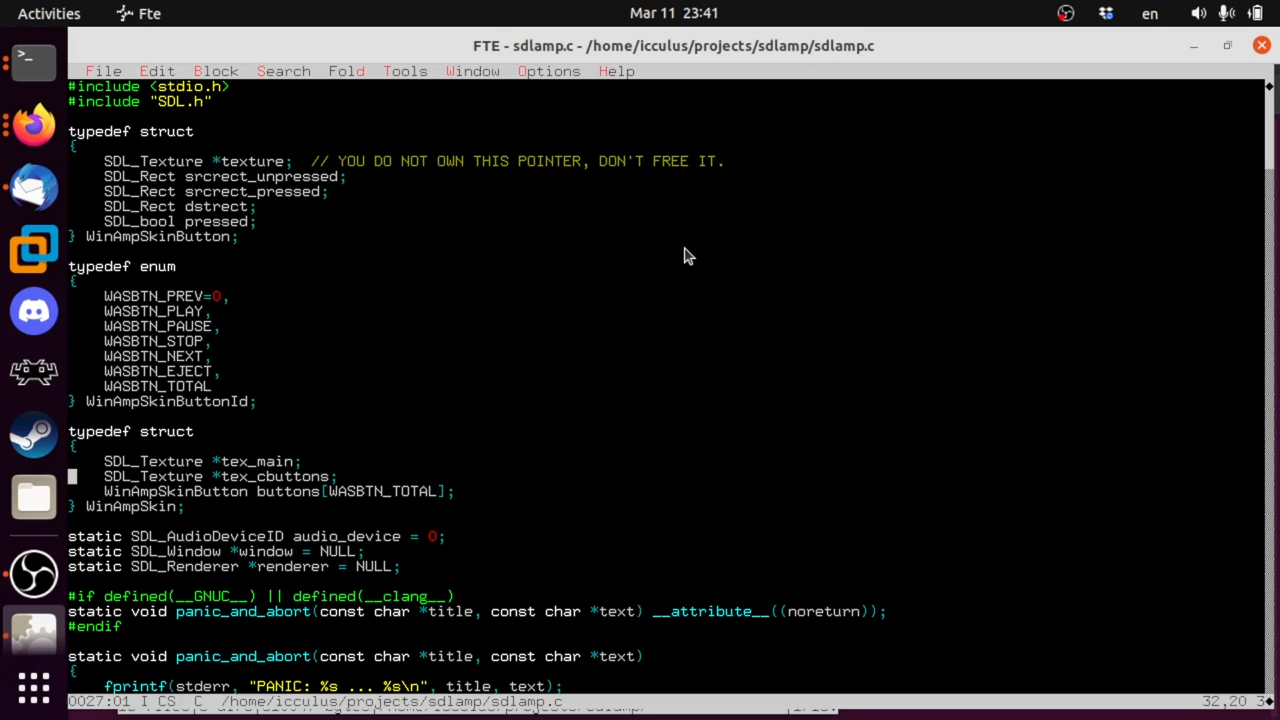 Activities Fte Mar 11 23:41 en
FTE - sdlamp.c - /home/icculus/projects/sdlamp/sdlamp.c
File Edit Block Search Fold Tools Window Options Help
#include <stdio.h>
#include "SDL.h"
typedef struct
{
    SDL_Texture *texture;  // YOU DO NOT OWN THIS POINTER, DON'T FREE IT.
    SDL_Rect srcrect_unpressed;
    SDL_Rect srcrect_pressed;
    SDL_Rect dstrect;
    SDL_bool pressed;
} WinAmpSkinButton;
typedef enum
{
    WASBTN_PREV=0,
    WASBTN_PLAY,
    WASBTN_PAUSE,
    WASBTN_STOP,
    WASBTN_NEXT,
    WASBTN_EJECT,
    WASBTN_TOTAL
} WinAmpSkinButtonId;
typedef struct
{
    SDL_Texture *tex_main;
    SDL_Texture *tex_cbuttons;
    WinAmpSkinButton buttons[WASBTN_TOTAL];
} WinAmpSkin;
static SDL_AudioDeviceID audio_device = 0;
static SDL_Window *window = NULL;
static SDL_Renderer *renderer = NULL;
#if defined(__GNUC__) || defined(__clang__)
static void panic_and_abort(const char *title, const char *text) __attribute__((noreturn));
#endif
static void panic_and_abort(const char *title, const char *text)
{
    fprintf(stderr, "PANIC: %s ... %s\n", title, text);
0027:01 I CS  C  /home/icculus/projects/sdlamp/sdlamp.c 32,20 3